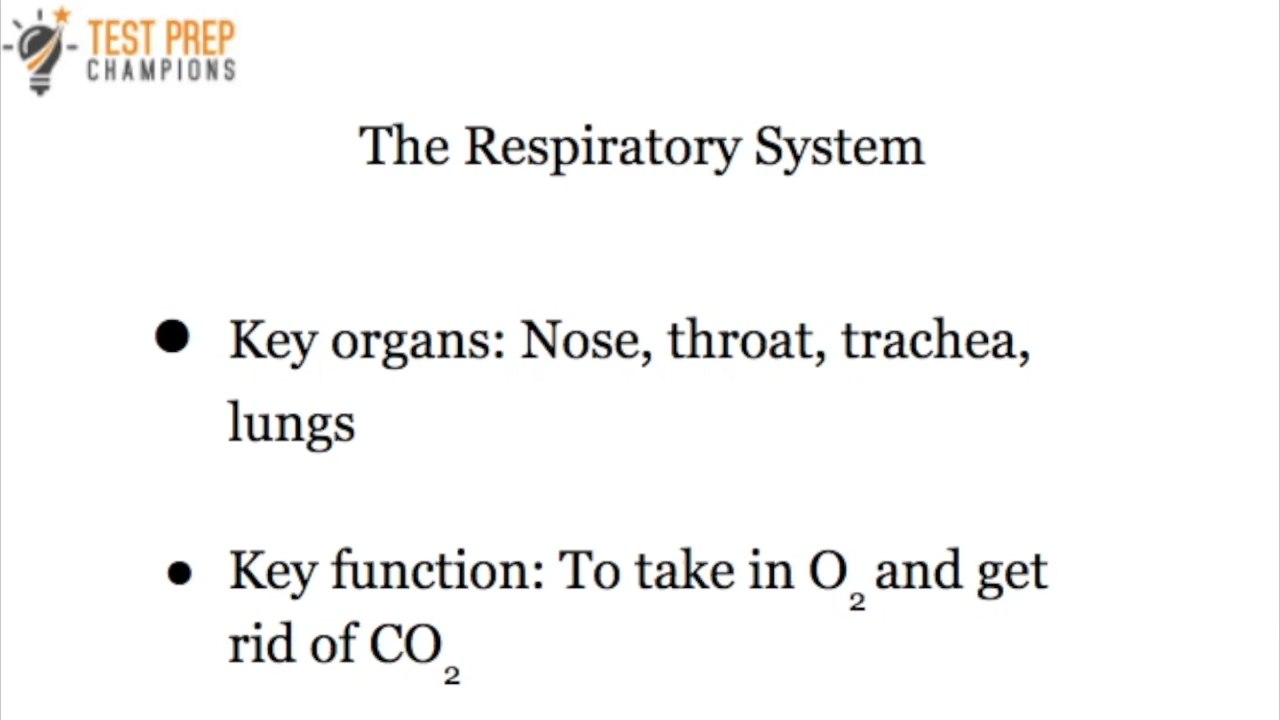 TEST PREP
CHAMPIONS
The Respiratory System
● Key organs: Nose, throat, trachea,
lungs
● Key function: To take in O₂ and get
rid of CO₂